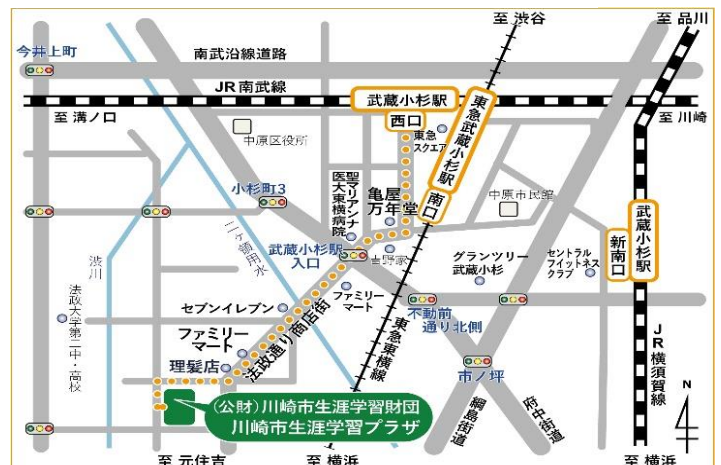 至 渋谷
至 品川
今井上町
南武沿線道路
JR南武線
至 溝ノ口
武蔵小杉駅
西口
東急武蔵小杉駅
南口
至 川崎
中原区役所
東急
スクエア
小杉町3
聖マリアンナ
医大東横
病院
亀屋
万年堂
中原市民館
武蔵小杉駅
新南口
二ヶ領用水
渋川
武蔵小杉駅
入口
吉野家
グランツリー
武蔵小杉
セントラル
フィットネス
クラブ
法政大学第二中・高校
セブンイレブン
ファミリー
マート
不動前
通り北側
ファミリー
マート
法政通り商店街
東急東横線
理髪店
市ノ坪
JR横須賀線
N
(公財)川崎市生涯学習財団
川崎市生涯学習プラザ
綱島街道
府中街道
至 元住吉
至 横浜
至 横浜